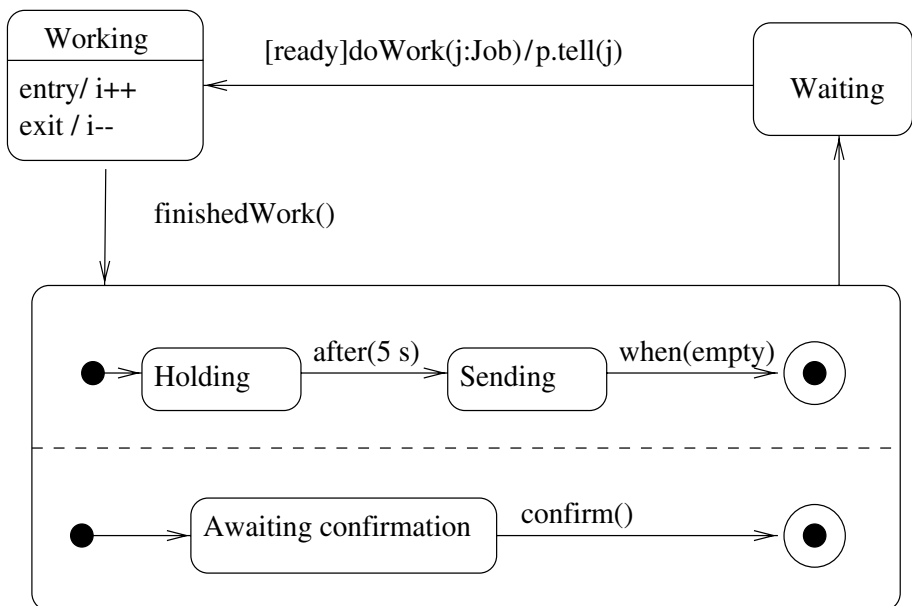 Working
entry/ i++
exit / i--
[ready]doWork(j:Job)/p.tell(j)
Waiting
finishedWork()
Holding
after(5 s)
Sending
when(empty)
Awaiting confirmation
confirm()